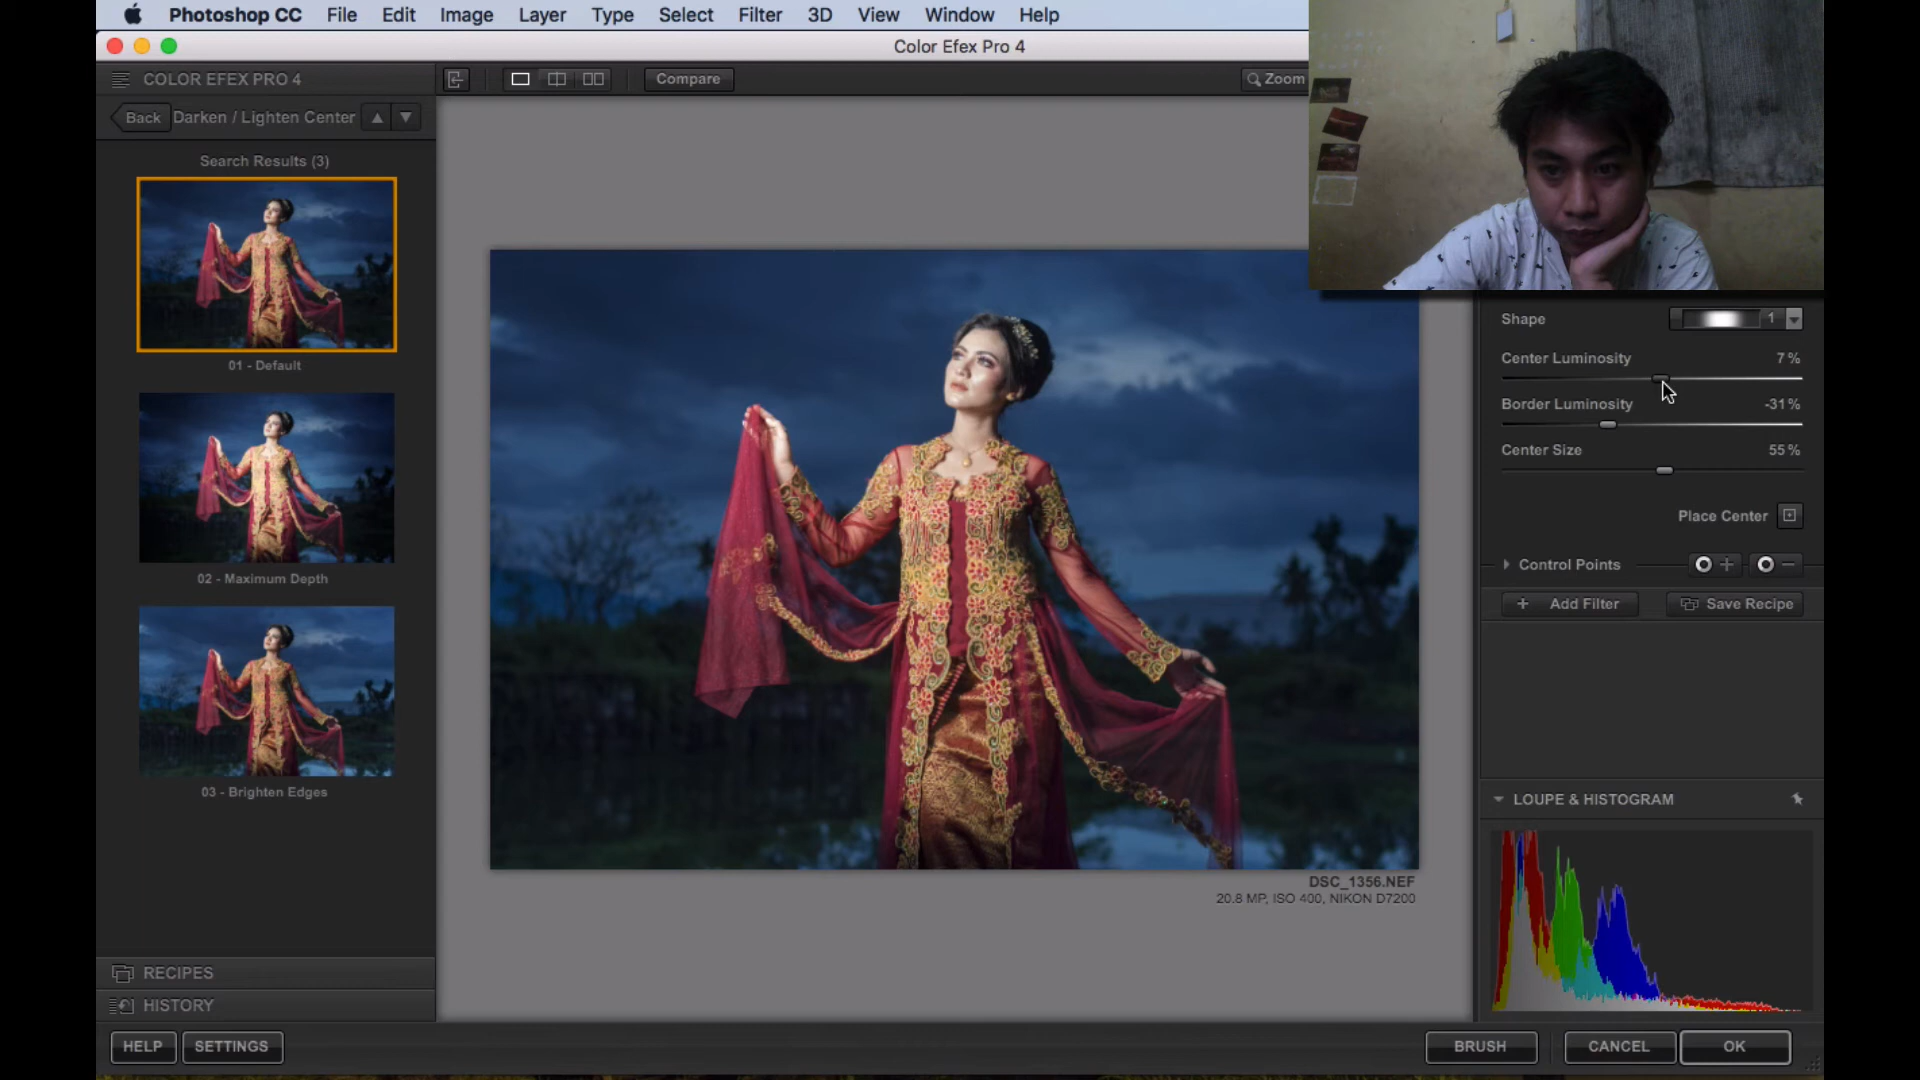 Photoshop CC File Edit Image Layer Type Select Filter 3D View Window Help
Color Efex Pro 4
COLOR EFEX PRO 4
Compare
Zoom
Back
Darken / Lighten Center
Search Results (3)
01 - Default
02 - Maximum Depth
03 - Brighten Edges
RECIPES
HISTORY
HELP
SETTINGS
DSC_1356.NEF
20.8 MP, ISO 400, NIKON D7200
Shape
1
Center Luminosity
7%
Border Luminosity
-31%
Center Size
55%
Place Center
Control Points
Add Filter
Save Recipe
LOUPE & HISTOGRAM
BRUSH
CANCEL
OK